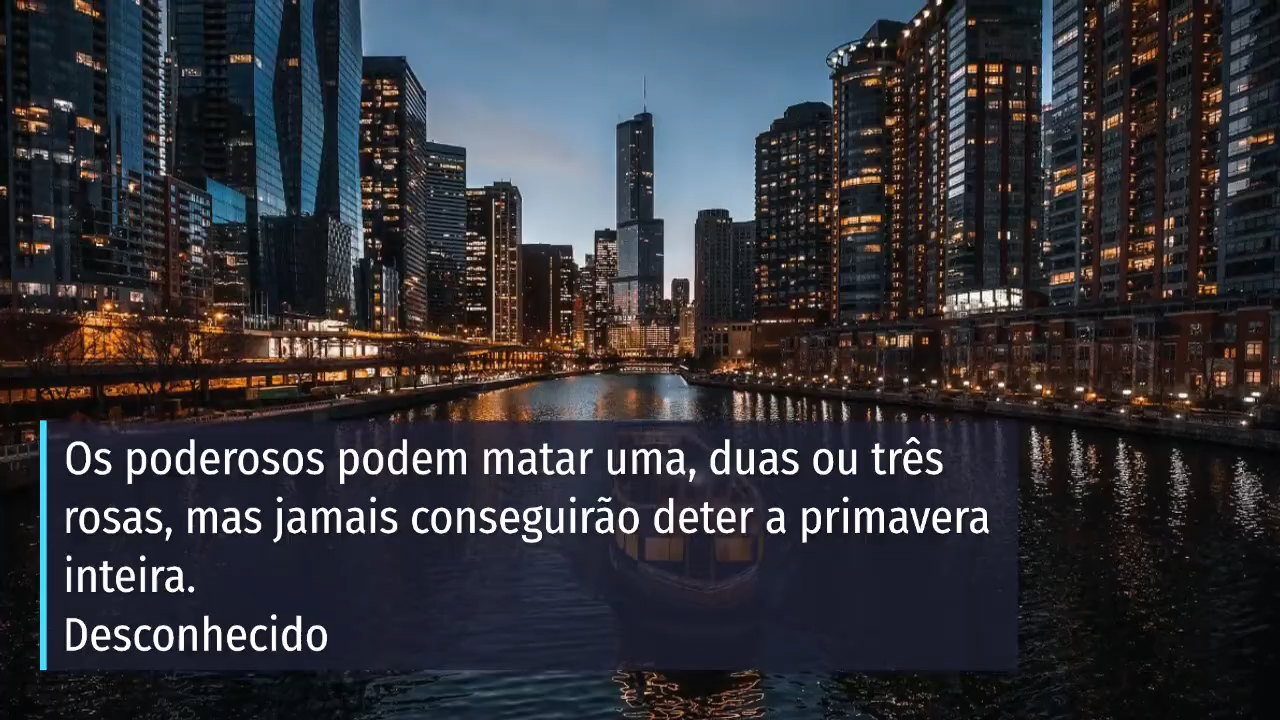 Os poderosos podem matar uma, duas ou três
rosas, mas jamais conseguirão deter a primavera
inteira.
Desconhecido